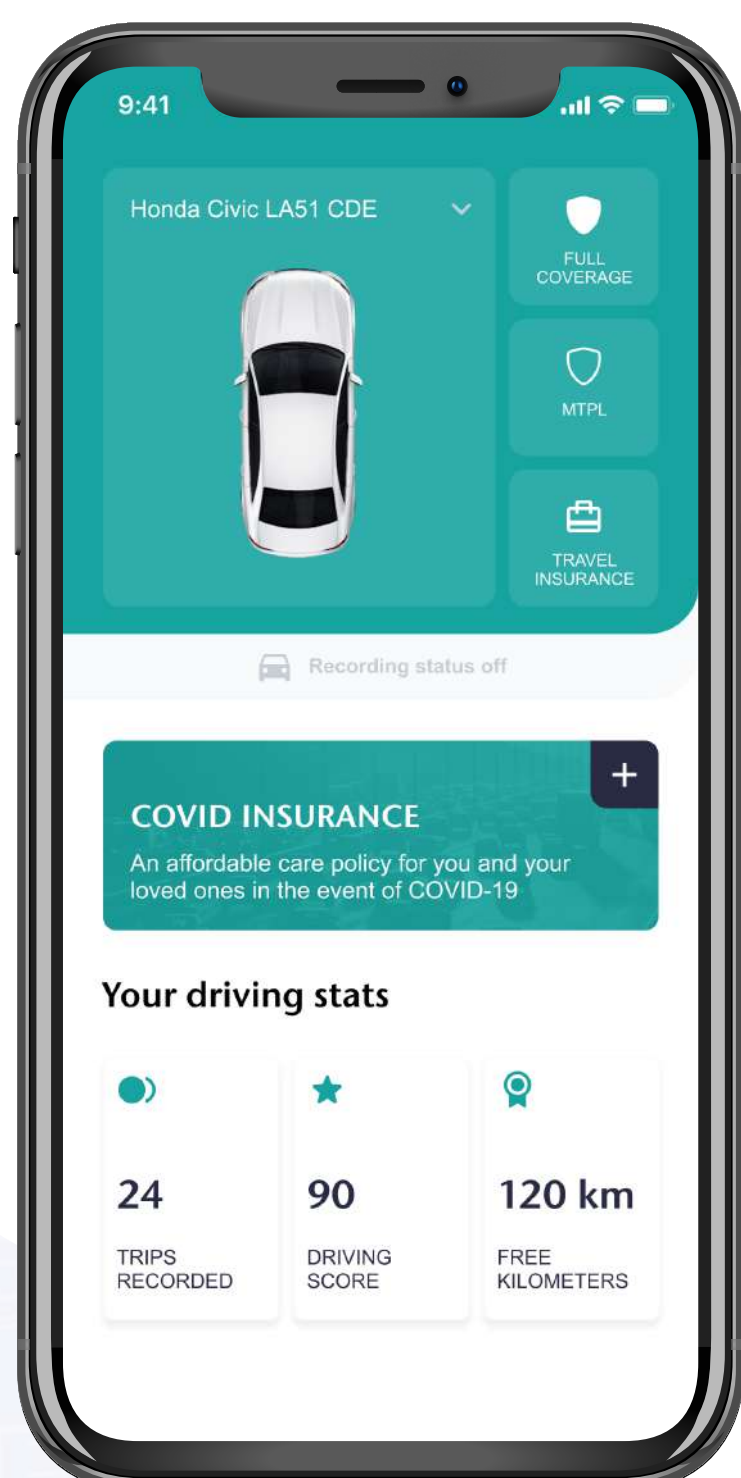 9:41
Honda Civic LA51 CDE
FULL
COVERAGE
MTPL
TRAVEL
INSURANCE
Recording status off
COVID INSURANCE
An affordable care policy for you and your
loved ones in the event of COVID-19
Your driving stats
24
TRIPS
RECORDED
90
DRIVING
SCORE
120 km
FREE
KILOMETERS